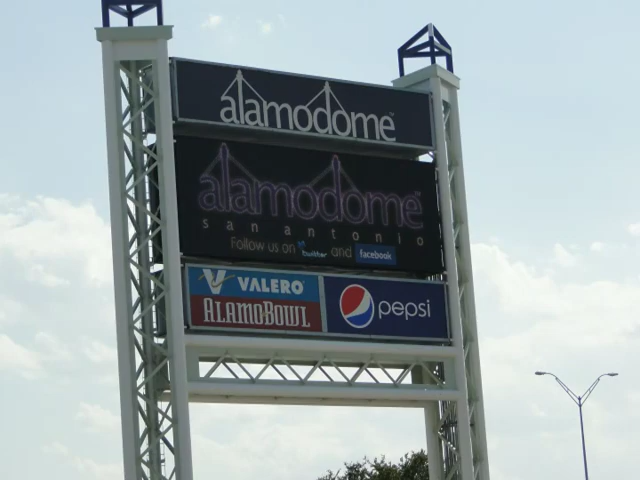 alamodome
alamodome
san antonio
Follow us on twitter and facebook
VALERO
ALAMOBOWL
pepsi